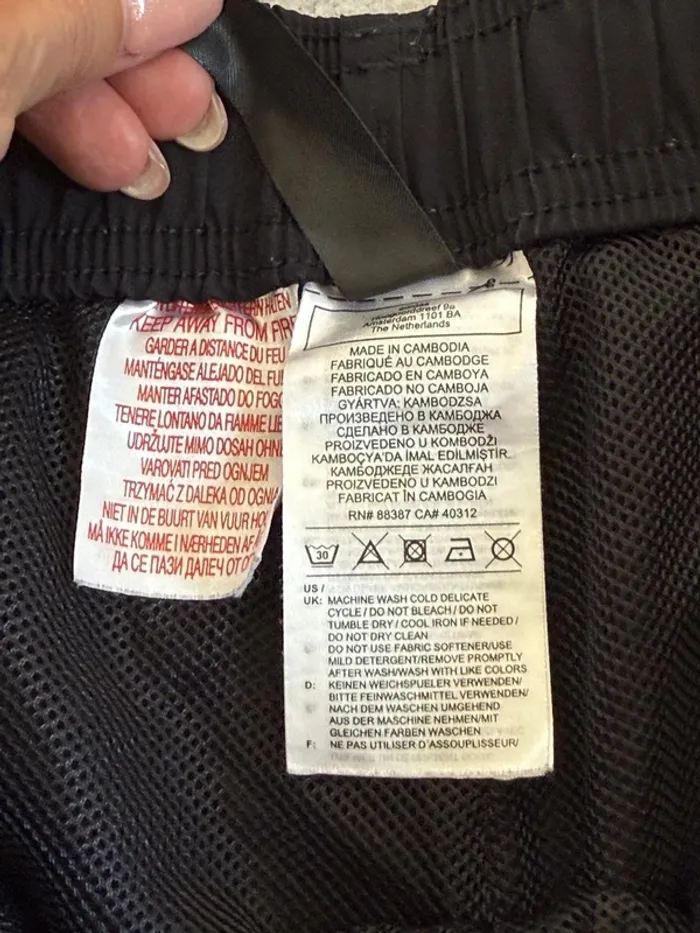 KEEP AWAY FROM FIR
GARDER A DISTANCE DU FEU
MANTÉNGASE ALEJADO DEL FU
MANTER AFASTADO DO FOGO
TENERE LONTANO DA FIAMME LIE
UDRŽUJTE MIMO DOSAH OHN
VAROVATI PRED OGNJEM
TRZYMAĆ Z DALEKA OD OGNIA
NIET IN DE BUURT VAN VUUR HO
MÅ IKKE KOMME I NÆRHEDEN AF
ДА СЕ ПАЗИ ДАЛЕЧ ОТ
Amsterdam 1101 BA
The Netherlands
MADE IN CAMBODIA
FABRIQUÉ AU CAMBODGE
FABRICADO EN CAMBOYA
FABRICADO NO CAMBOJA
GYÁRTVA: KAMBODZSA
ПРОИЗВЕДЕНО В КАМБОДЖА
СДЕЛАНО В КАМБОДЖЕ
PROIZVEDENO U KOMBODŽI
KAMBOÇYA'DA İMAL EDİLMİŞTİR.
КАМБОДЖЕДЕ ЖАСАЛҒАН
PROIZVEDENO U KAMBODŽI
FABRICAT ÎN CAMBOGIA
RN# 88387 CA# 40312
30
US /
UK: MACHINE WASH COLD DELICATE
CYCLE / DO NOT BLEACH / DO NOT
TUMBLE DRY / COOL IRON IF NEEDED /
DO NOT DRY CLEAN
DO NOT USE FABRIC SOFTENER/USE
MILD DETERGENT/REMOVE PROMPTLY
AFTER WASH/WASH WITH LIKE COLORS
D: KEINEN WEICHSPUELER VERWENDEN/
BITTE FEINWASCHMITTEL VERWENDEN/
NACH DEM WASCHEN UMGEHEND
AUS DER MASCHINE NEHMEN/MIT
GLEICHEN FARBEN WASCHEN
F: NE PAS UTILISER D'ASSOUPLISSEUR/